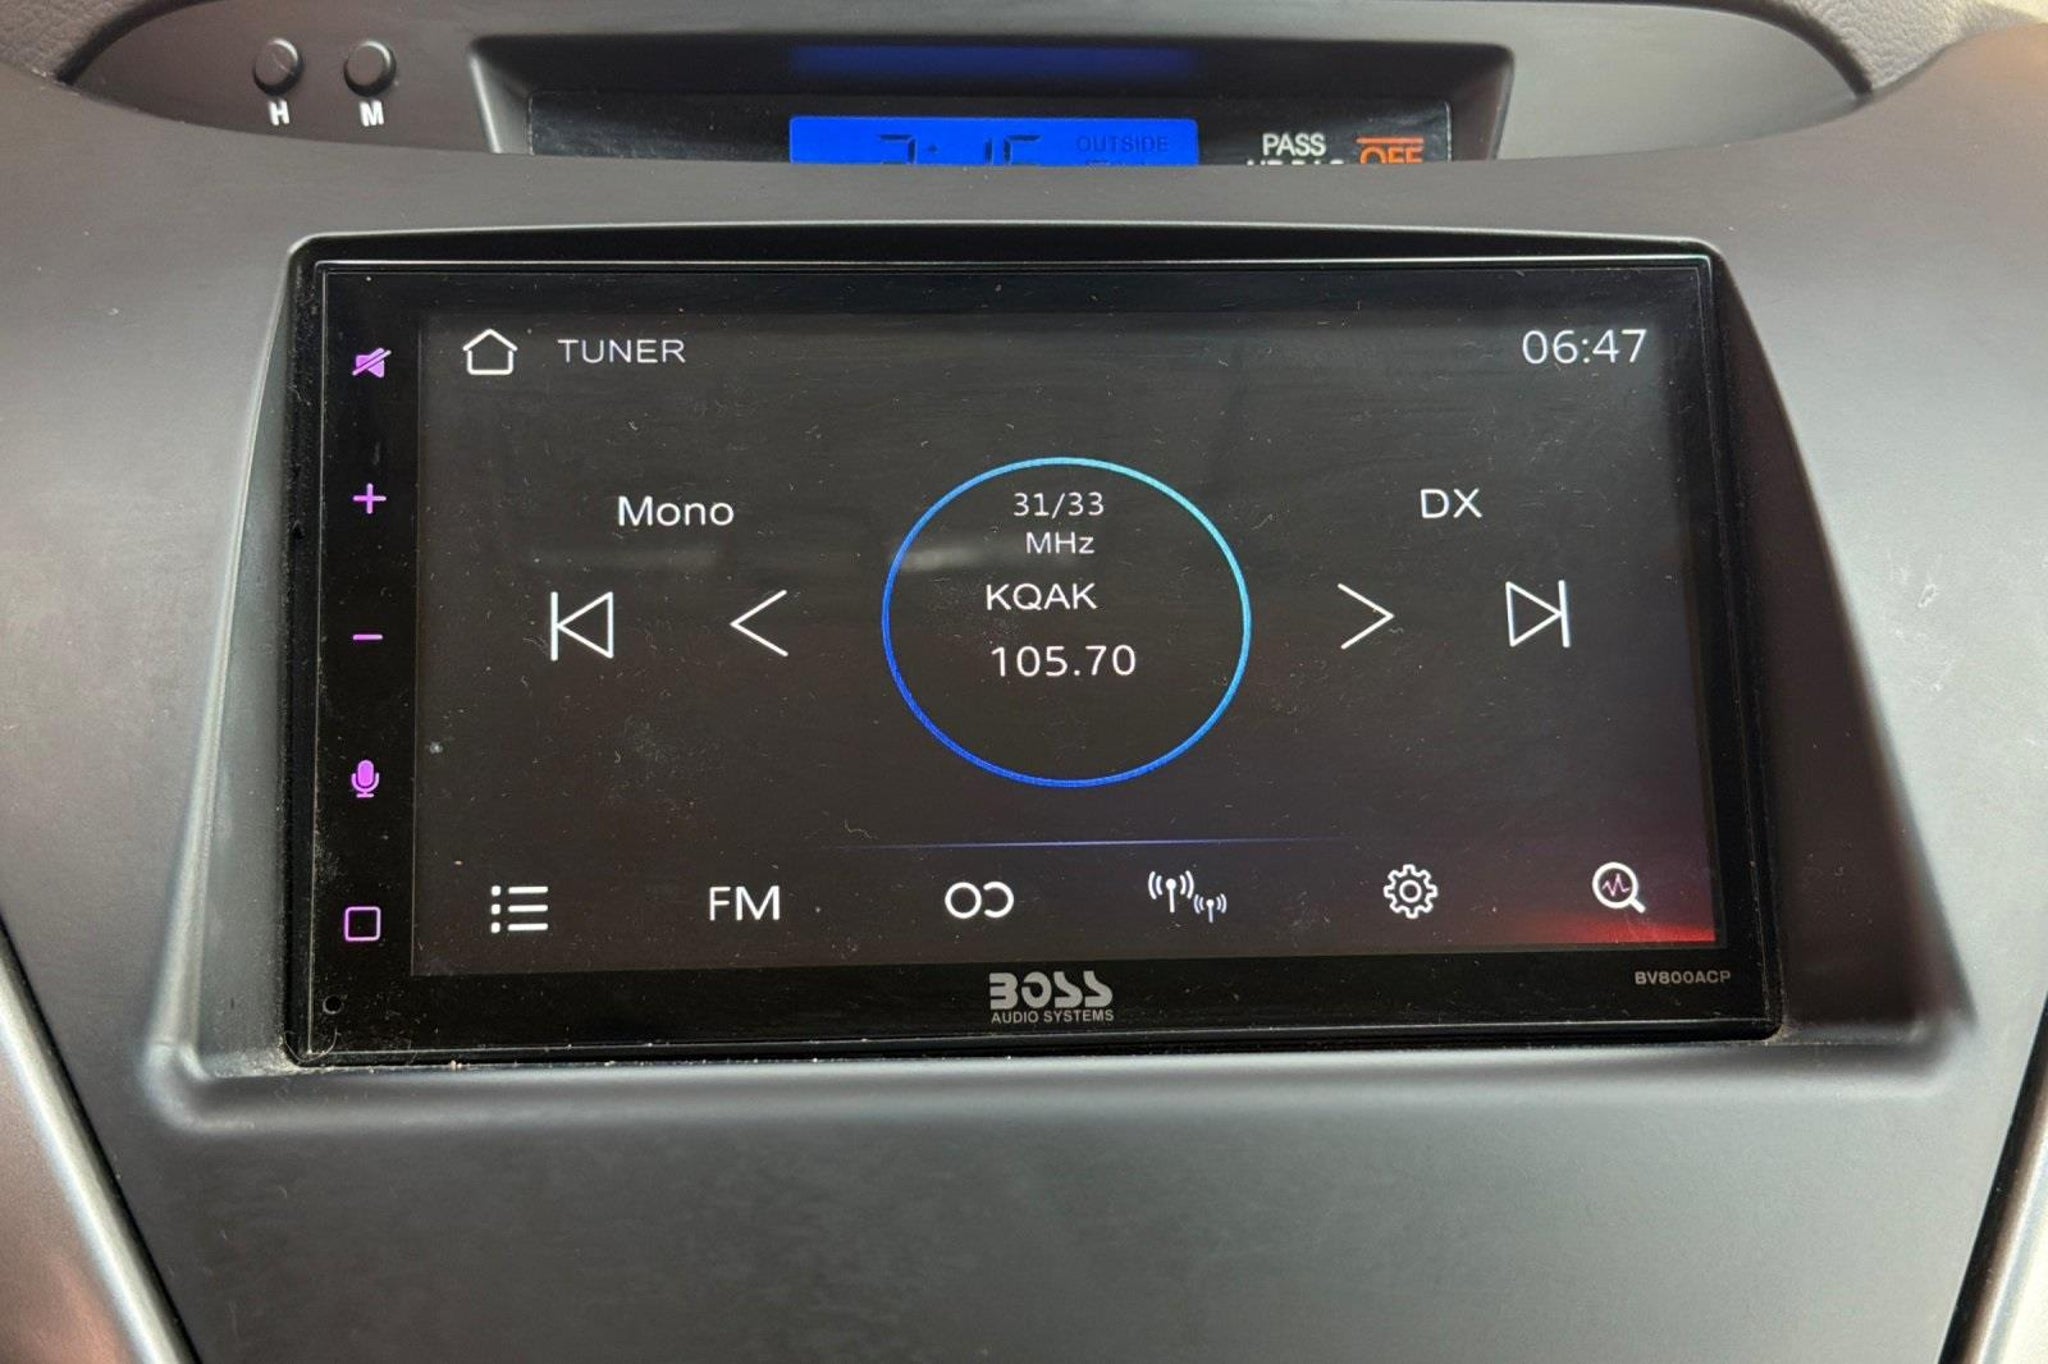 H M
OUTSIDE
PASS OFF
TUNER 06:47
31/33
MHz
Mono DX
KQAK
105.70
FM
BOSS
AUDIO SYSTEMS
BV800ACP